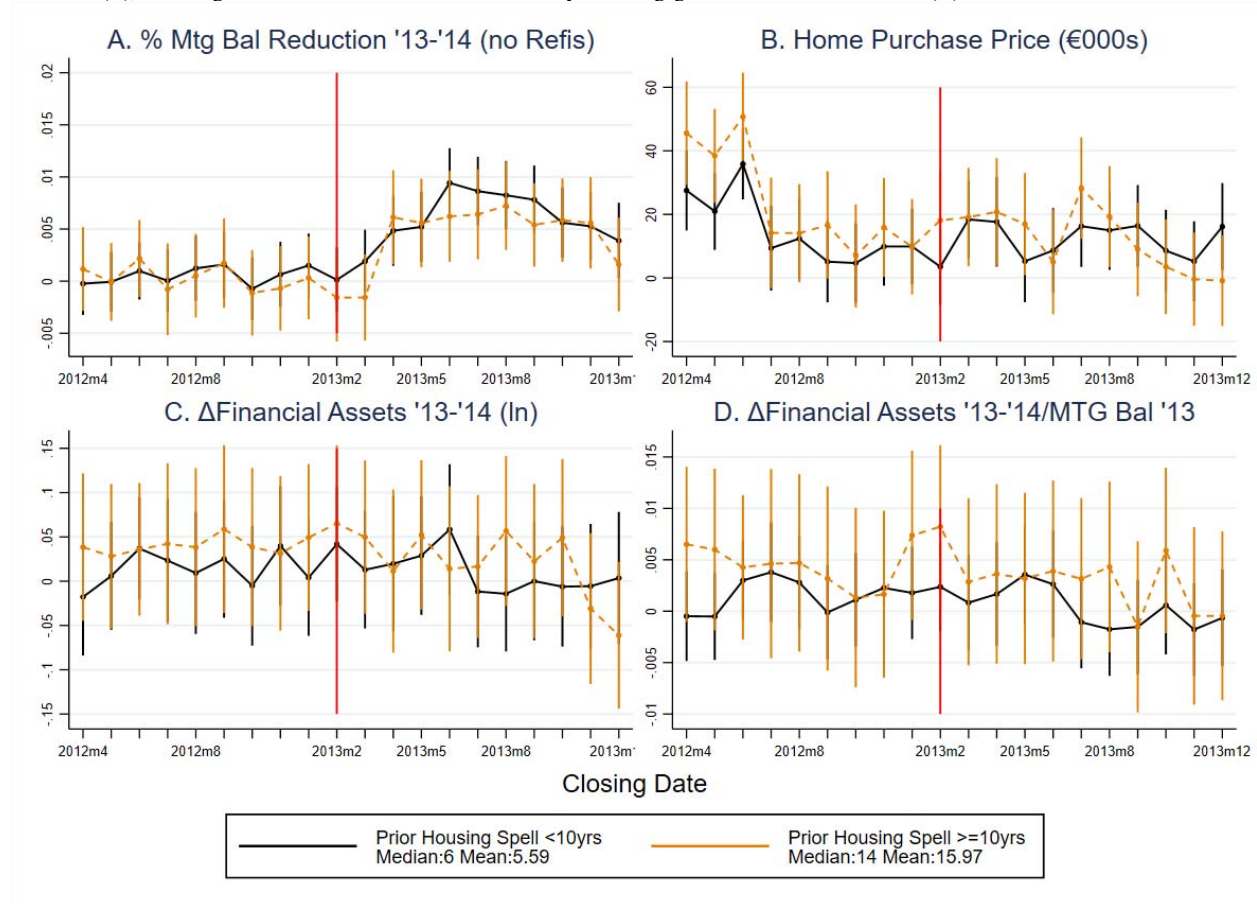 A. % Mtg Bal Reduction '13-'14 (no Refis)
.02
.015
.01
.005
0
-.005
2012m4 2012m8 2013m2 2013m5 2013m8
B. Home Purchase Price (€000s)
60
40
20
0
-20
2012m4 2012m8 2013m2 2013m5 2013m8 2013m12
C. ΔFinancial Assets '13-'14 (ln)
.15
.1
.05
0
-.05
-.1
-.15
2012m4 2012m8 2013m2 2013m5 2013m8
D. ΔFinancial Assets '13-'14/MTG Bal '13
.015
.01
.005
0
-.005
-.01
2012m4 2012m8 2013m2 2013m5 2013m8 2013m12
Closing Date
Prior Housing Spell <10yrs
Median:6 Mean:5.59
Prior Housing Spell >=10yrs
Median:14 Mean:15.97